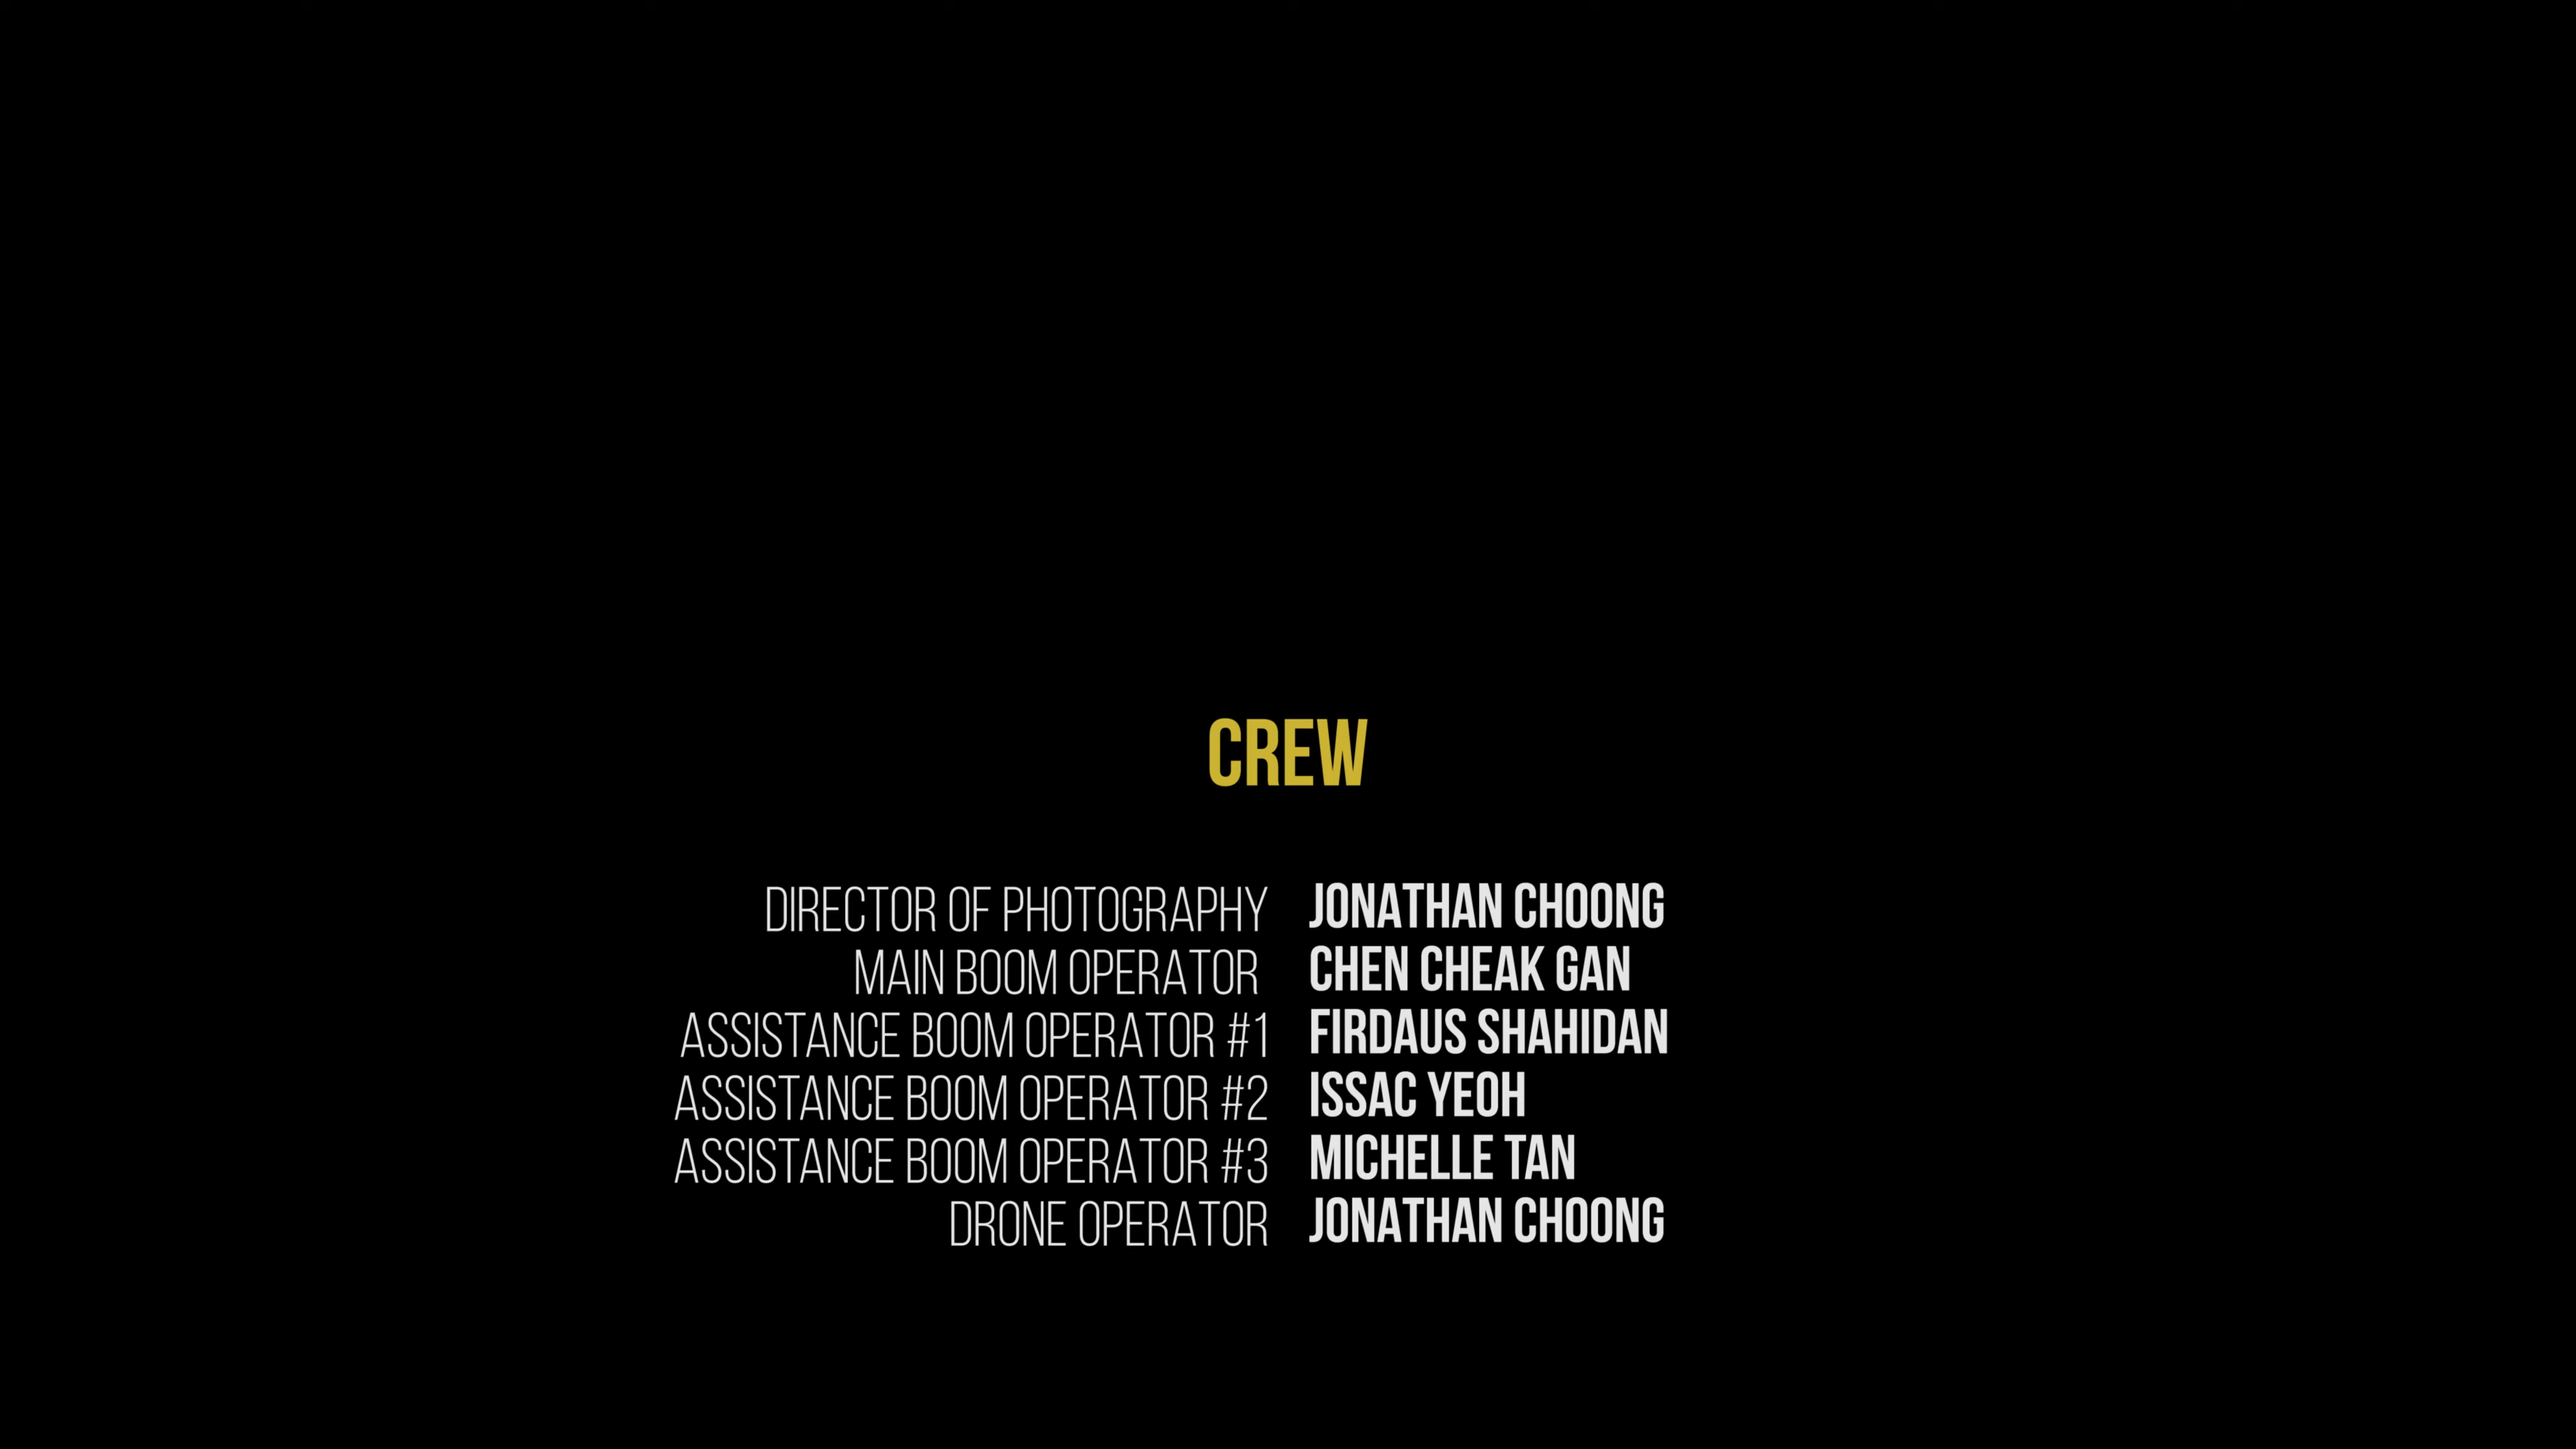 CREW
DIRECTOR OF PHOTOGRAPHY JONATHAN CHOONG
MAIN BOOM OPERATOR CHEN CHEAK GAN
ASSISTANCE BOOM OPERATOR #1 FIRDAUS SHAHIDAN
ASSISTANCE BOOM OPERATOR #2 ISSAC YEOH
ASSISTANCE BOOM OPERATOR #3 MICHELLE TAN
DRONE OPERATOR JONATHAN CHOONG